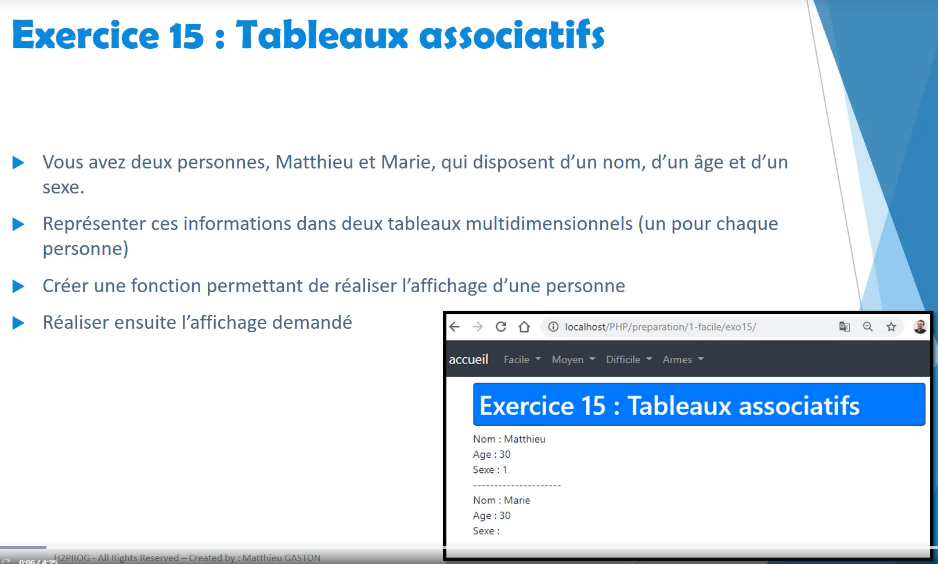 Exercice 15 : Tableaux associatifs
Vous avez deux personnes, Matthieu et Marie, qui disposent d’un nom, d’un âge et d’un
sexe.
Représenter ces informations dans deux tableaux multidimensionnels (un pour chaque
personne)
Créer une fonction permettant de réaliser l’affichage d’une personne
Réaliser ensuite l’affichage demandé
localhost/PHP/preparation/1-facile/exo15/
accueil Facile Moyen Difficile Armes
Exercice 15 : Tableaux associatifs
Nom : Matthieu
Age : 30
Sexe : 1
---------------------
Nom : Marie
Age : 30
Sexe :
H2PROG - All Rights Reserved – Created by : Matthieu GASTON
0:06 / 4:25